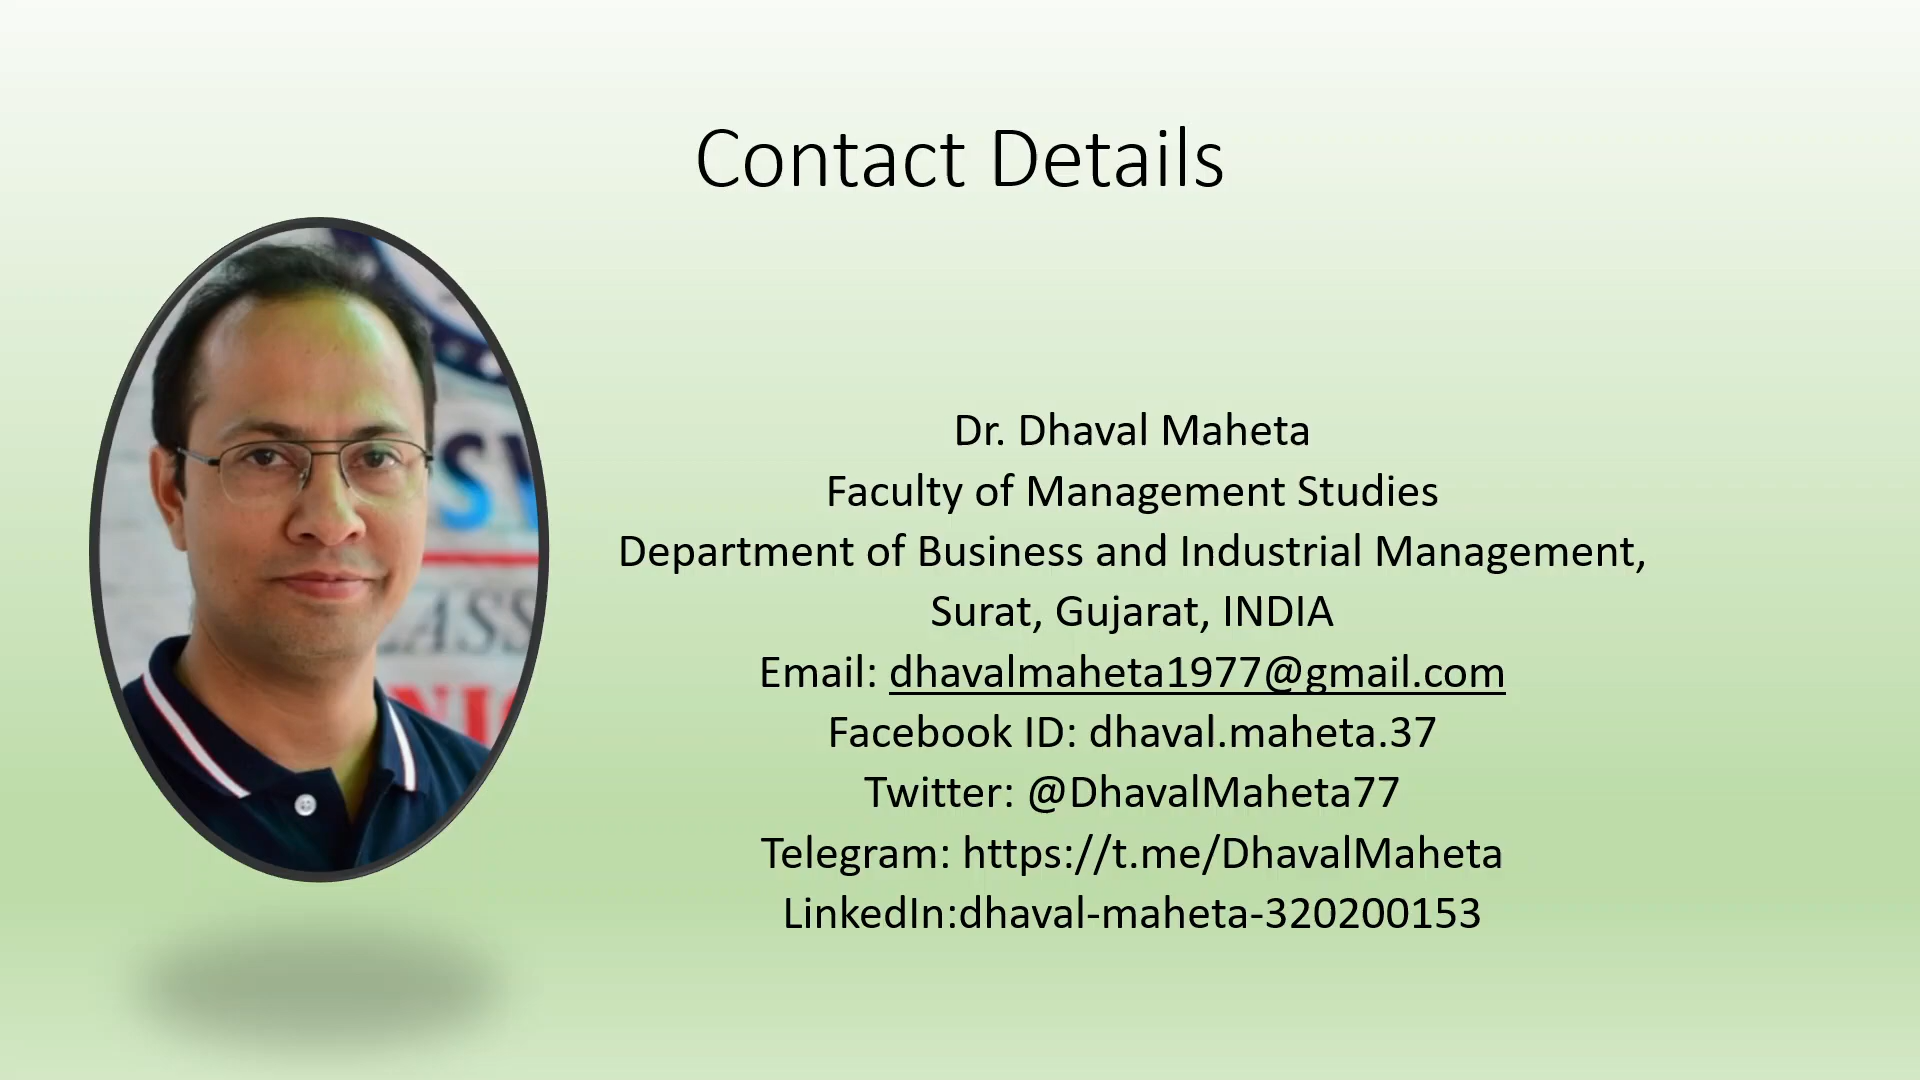 Contact Details
Dr. Dhaval Maheta
Faculty of Management Studies
Department of Business and Industrial Management,
Surat, Gujarat, INDIA
Email: dhavalmaheta1977@gmail.com
Facebook ID: dhaval.maheta.37
Twitter: @DhavalMaheta77
Telegram: https://t.me/DhavalMaheta
LinkedIn:dhaval-maheta-320200153